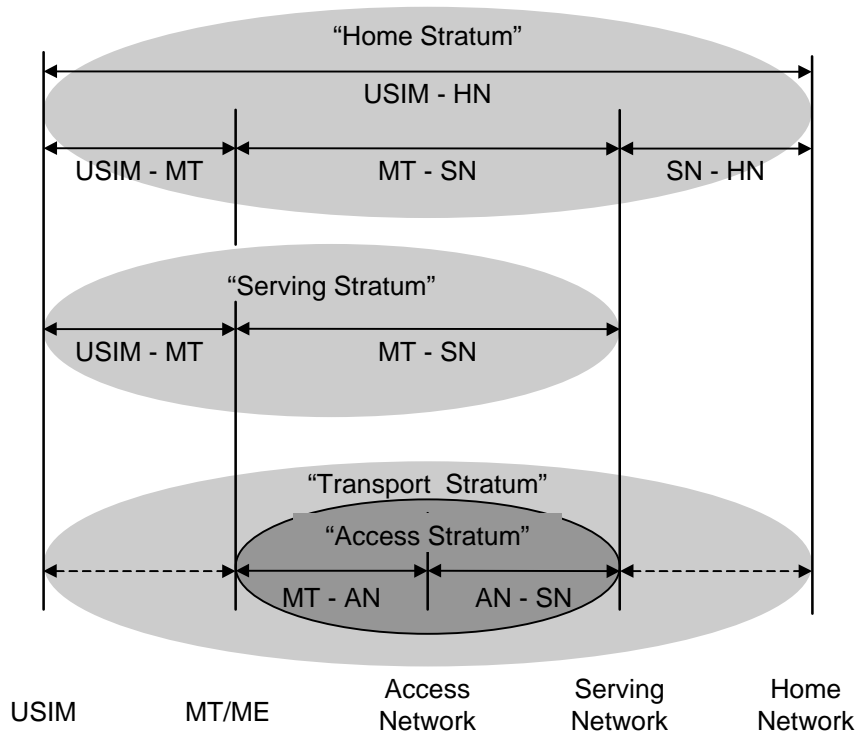 “Home Stratum”
USIM - HN
USIM - MT MT - SN SN - HN
“Serving Stratum”
USIM - MT MT - SN
“Transport Stratum”
“Access Stratum”
MT - AN AN - SN
USIM
MT/ME
Access
Network
Serving
Network
Home
Network